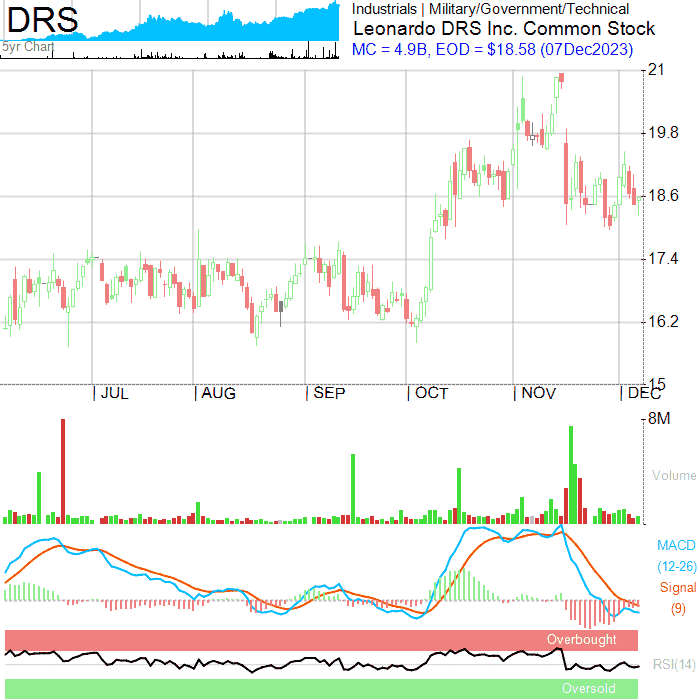 DRS
5yr Chart
Industrials | Military/Government/Technical
Leonardo DRS Inc. Common Stock
MC = 4.9B, EOD = $18.58 (07Dec2023)
21
19.8
18.6
17.4
16.2
15
JUL AUG SEP OCT NOV DEC
8M
Volume
MACD
(12-26)
Signal
(9)
Overbought
RSI(14)
Oversold